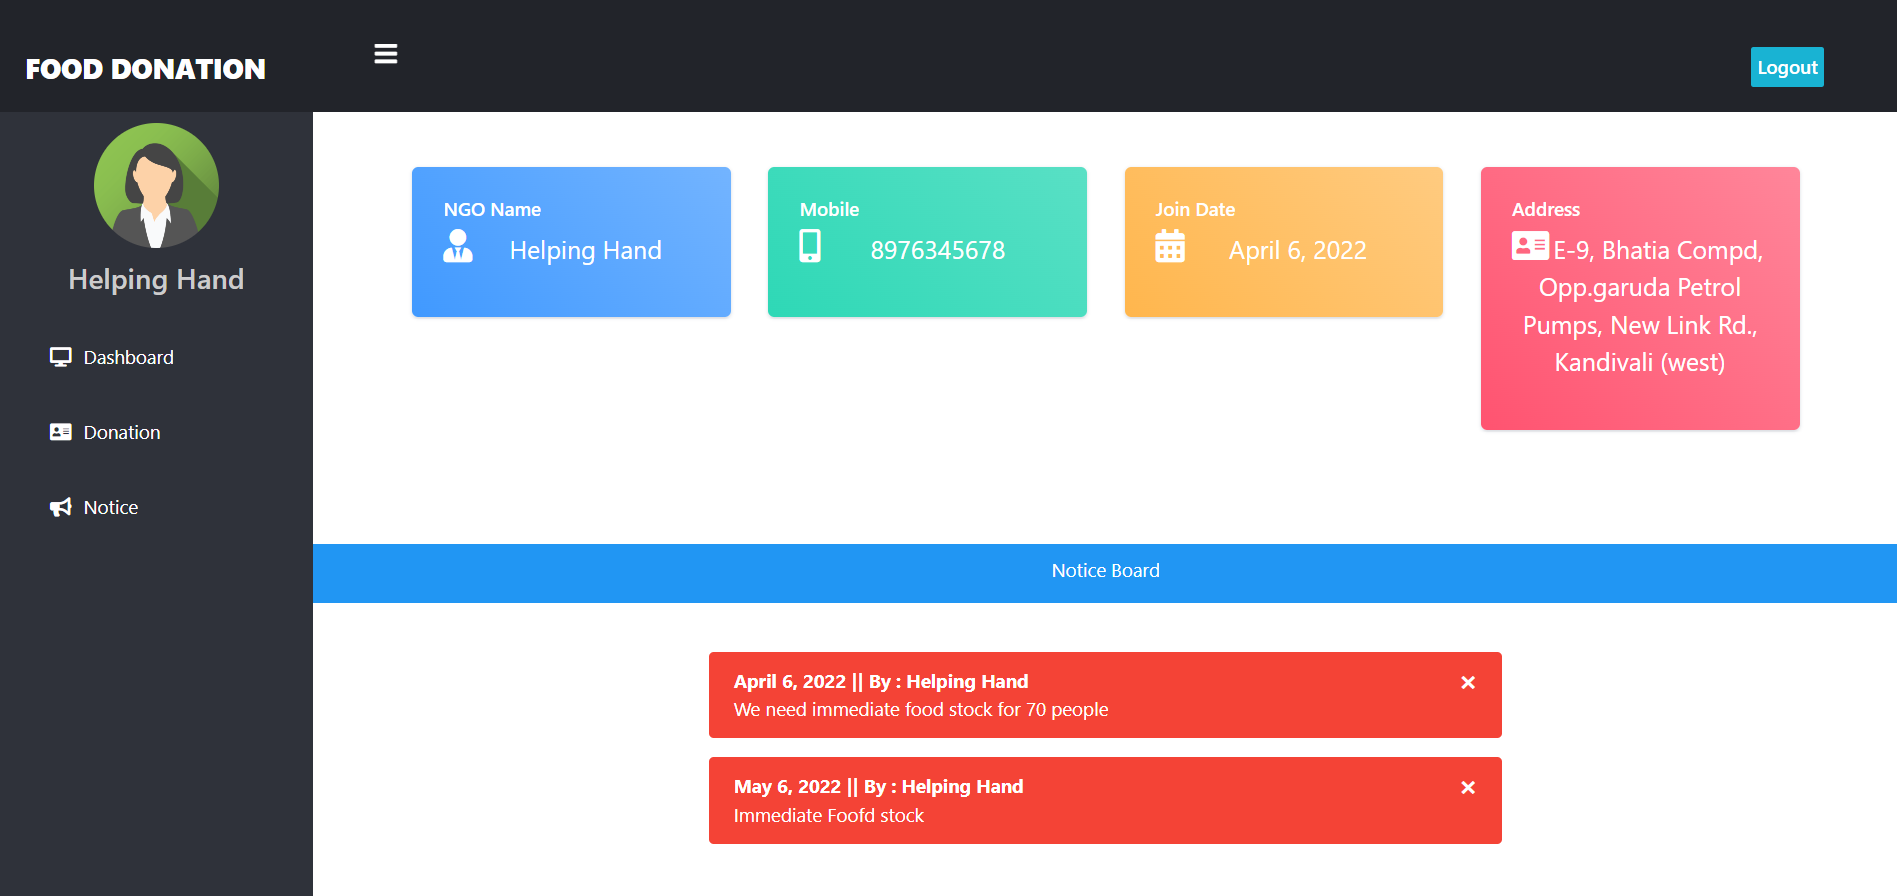 FOOD DONATION
Logout
Helping Hand
Dashboard
Donation
Notice
NGO Name
Helping Hand
Mobile
8976345678
Join Date
April 6, 2022
Address
E-9, Bhatia Compd,
Opp.garuda Petrol
Pumps, New Link Rd.,
Kandivali (west)
Notice Board
April 6, 2022 || By : Helping Hand
We need immediate food stock for 70 people
May 6, 2022 || By : Helping Hand
Immediate Foofd stock